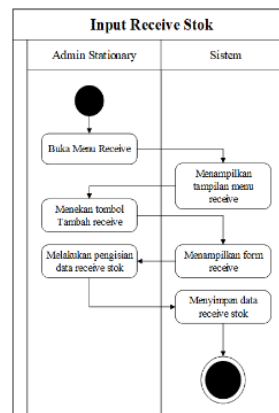 Input Receive Stok
Admin Stationary
Sistem
Buka Menu Receive
Menampilkan
tampilan menu
receive
Menekan tombol
Tambah receive
Menampilkan form
receive
Melakukan pengisian
data receive stok
Menyimpan data
receive stok